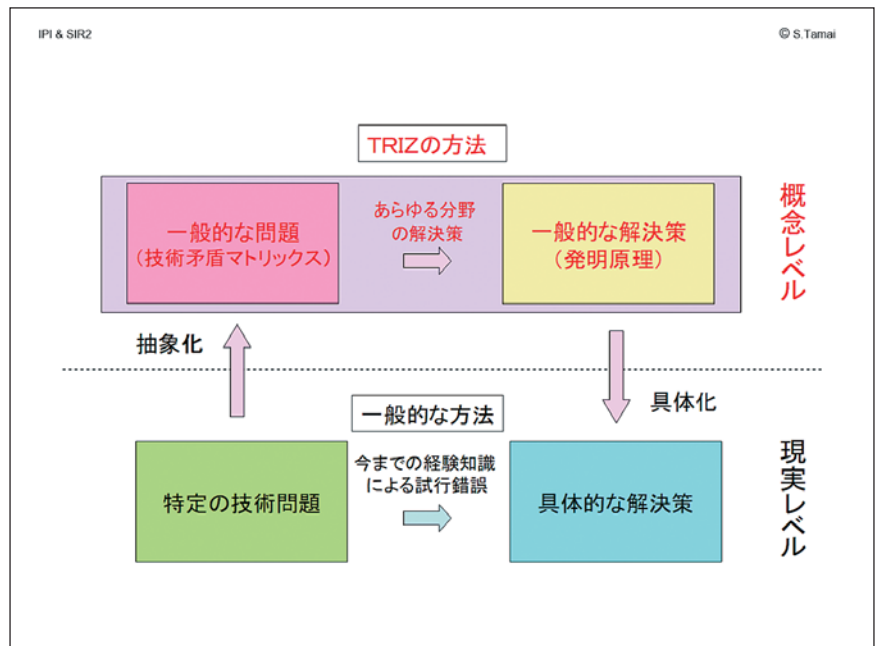 IPI & SIR2
© S.Tamai
TRIZの方法
一般的な問題
（技術矛盾マトリックス）
あらゆる分野
の解決策
一般的な解決策
（発明原理）
概念レベル
抽象化
具体化
一般的な方法
特定の技術問題
今までの経験知識
による試行錯誤
具体的な解決策
現実レベル